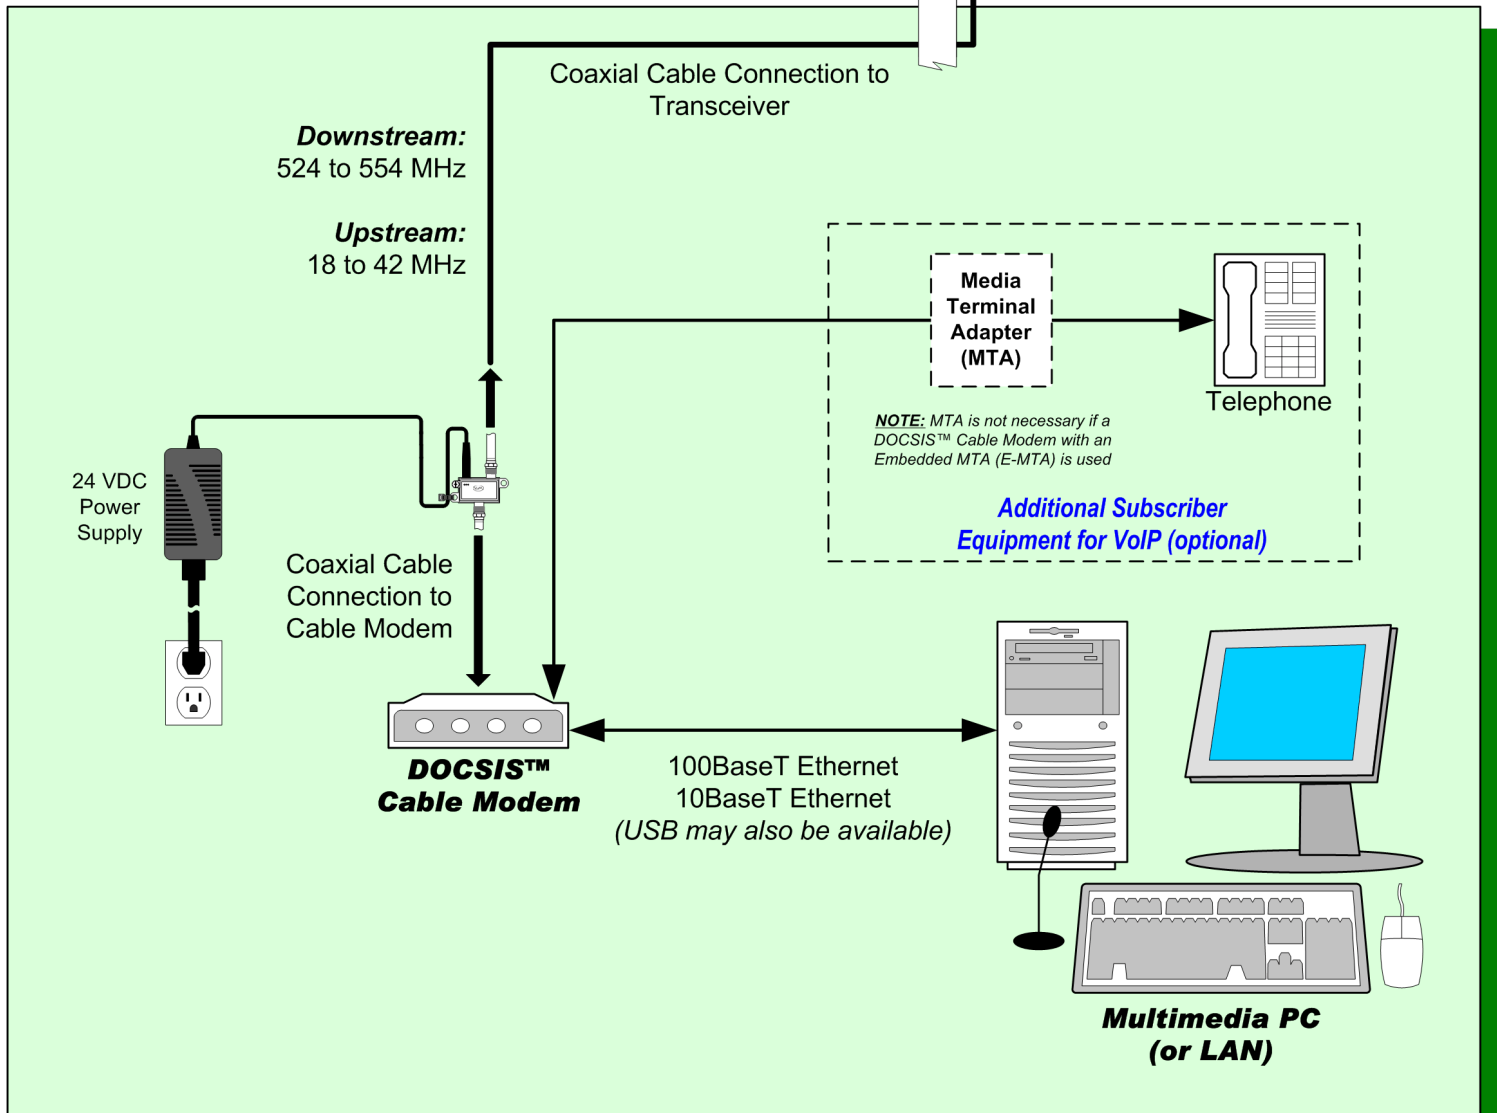 Coaxial Cable Connection to
Transceiver
Downstream:
524 to 554 MHz
Upstream:
18 to 42 MHz
Media
Terminal
Adapter
(MTA)
Telephone
NOTE: MTA is not necessary if a
DOCSIS™ Cable Modem with an
Embedded MTA (E-MTA) is used
Additional Subscriber
Equipment for VoIP (optional)
24 VDC
Power
Supply
Coaxial Cable
Connection to
Cable Modem
DOCSIS™
Cable Modem
100BaseT Ethernet
10BaseT Ethernet
(USB may also be available)
Multimedia PC
(or LAN)